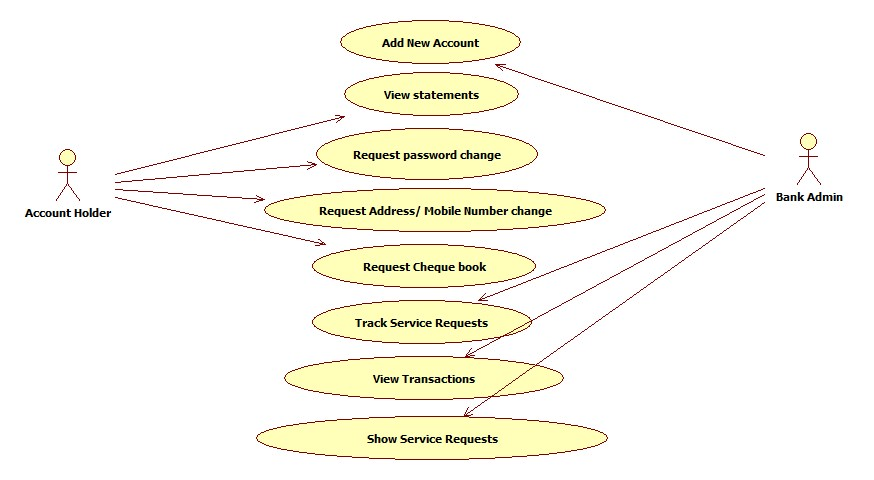 Add New Account
View statements
Request password change
Account Holder
Bank Admin
Request Address/ Mobile Number change
Request Cheque book
Track Service Requests
View Transactions
Show Service Requests